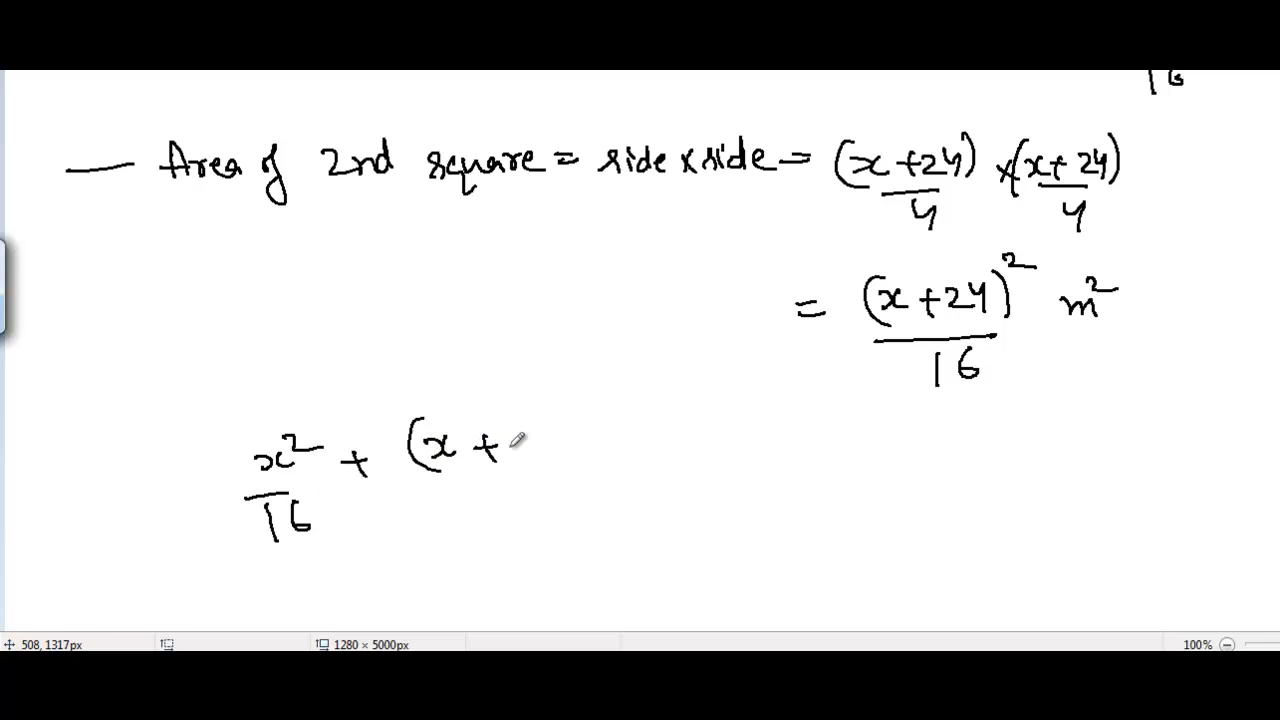 16
— Area of 2nd square = side × side = (x + 24)/4 × (x + 24)/4
= (x + 24)²/16 m²
x²/16 + (x +
508, 1317px 1280 × 5000px 100%